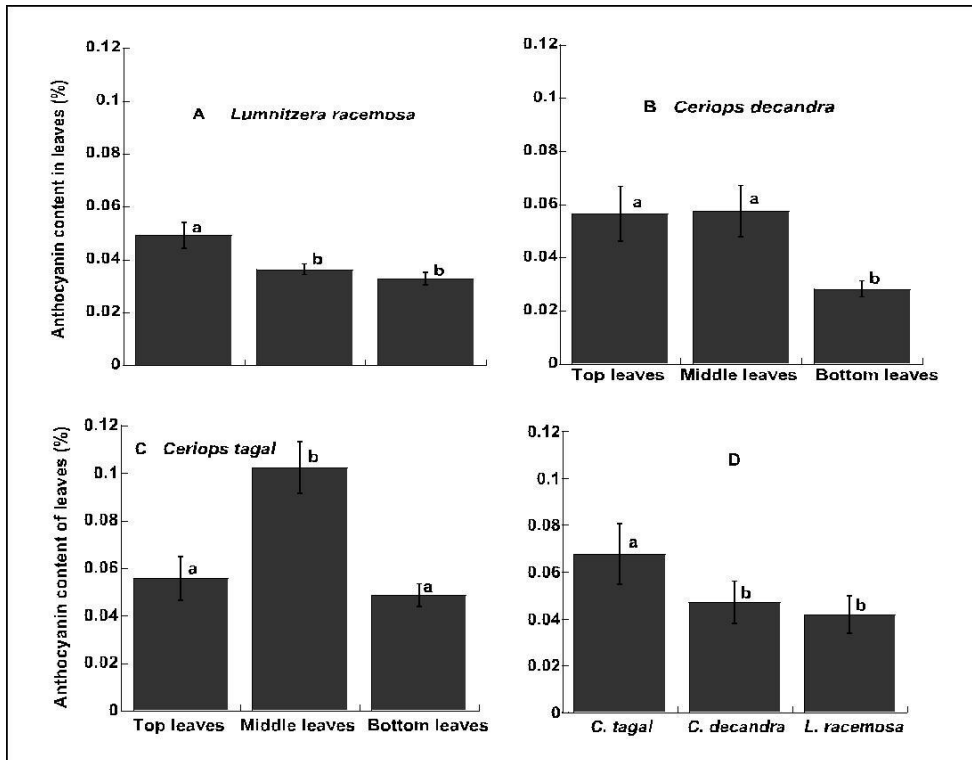 Anthocyanin content in leaves (%)
0.12
0.1
0.08
0.06
0.04
0.02
0
A Lumnitzera racemosa
a
b
b
0.12
0.1
0.08
0.06
0.04
0.02
0
B Ceriops decandra
a
a
b
Top leaves Middle leaves Bottom leaves
Anthocyanin content of leaves (%)
0.12
0.1
0.08
0.06
0.04
0.02
0
C Ceriops tagal
a
b
a
Top leaves Middle leaves Bottom leaves
0.12
0.1
0.08
0.06
0.04
0.02
0
D
a
b
b
C. tagal C. decandra L. racemosa